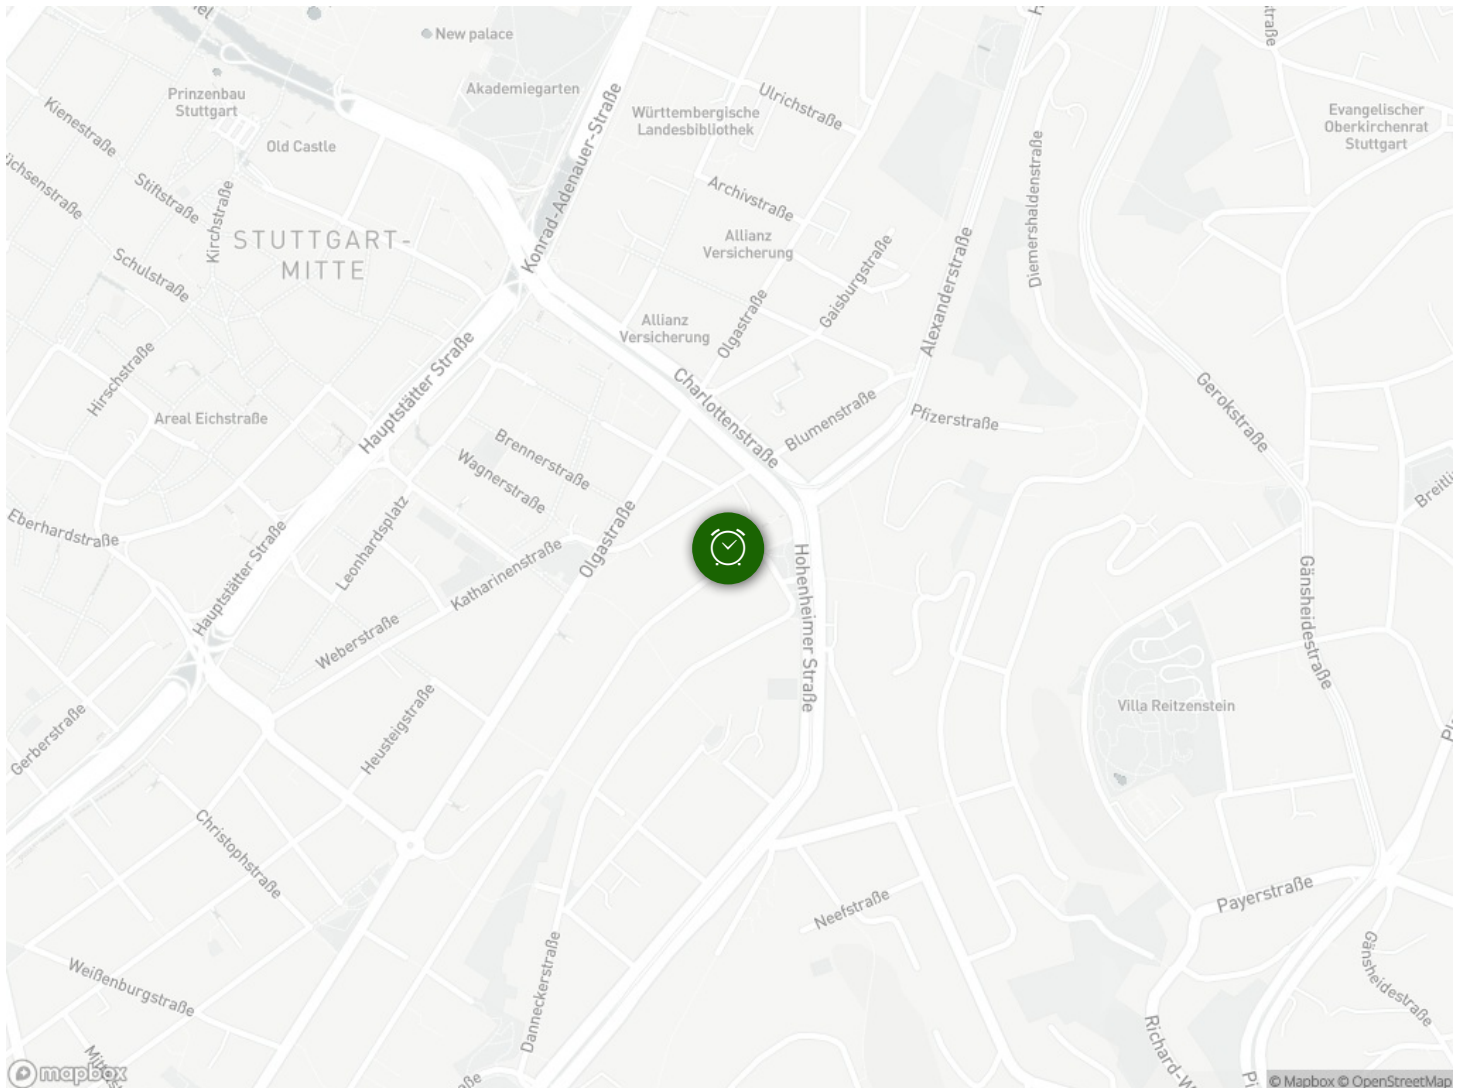 New palace
Akademiegarten
Prinzenbau
Stuttgart
Old Castle
Kienestraße
Stiftstraße
Kirchstraße
Schulstraße
STUTTGART-
MITTE
Konrad-Adenauer-Straße
Württembergische
Landesbibliothek
Ulrichstraße
Archivstraße
Allianz
Versicherung
Gaisburgstraße
Olgastraße
Allianz
Versicherung
Alexanderstraße
Diemershaldenstraße
Evangelischer
Oberkirchenrat
Stuttgart
Hirschstraße
Areal Eichstraße
Hauptstätter Straße
Charlottenstraße
Blumenstraße
Pfizerstraße
Gerokstraße
Brennerstraße
Wagnerstraße
Leonhardsplatz
Eberhardstraße
Hauptstätter Straße
Katharinenstraße
Olgastraße
Weberstraße
Hohenheimer Straße
Gänsheidestraße
Villa Reitzenstein
Gerberstraße
Heusteigstraße
Christophstraße
Neefstraße
Payerstraße
Danneckerstraße
Weißenburgstraße
Gänsheidestraße
mapbox
© Mapbox © OpenStreetMap